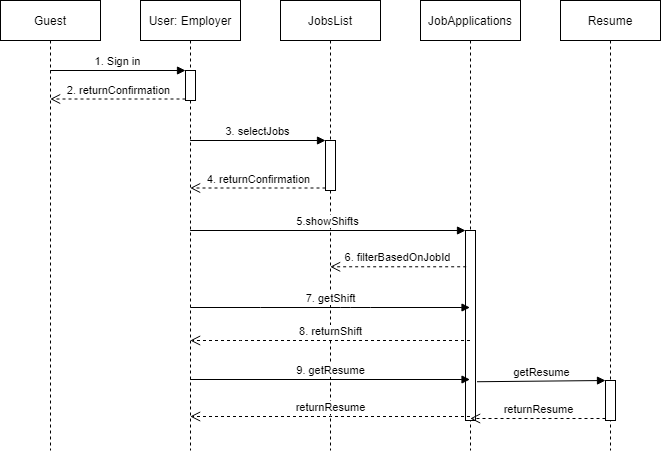 Guest
User: Employer
JobsList
JobApplications
Resume
1. Sign in
2. returnConfirmation
3. selectJobs
4. returnConfirmation
5.showShifts
6. filterBasedOnJobId
7. getShift
8. returnShift
9. getResume
getResume
returnResume
returnResume